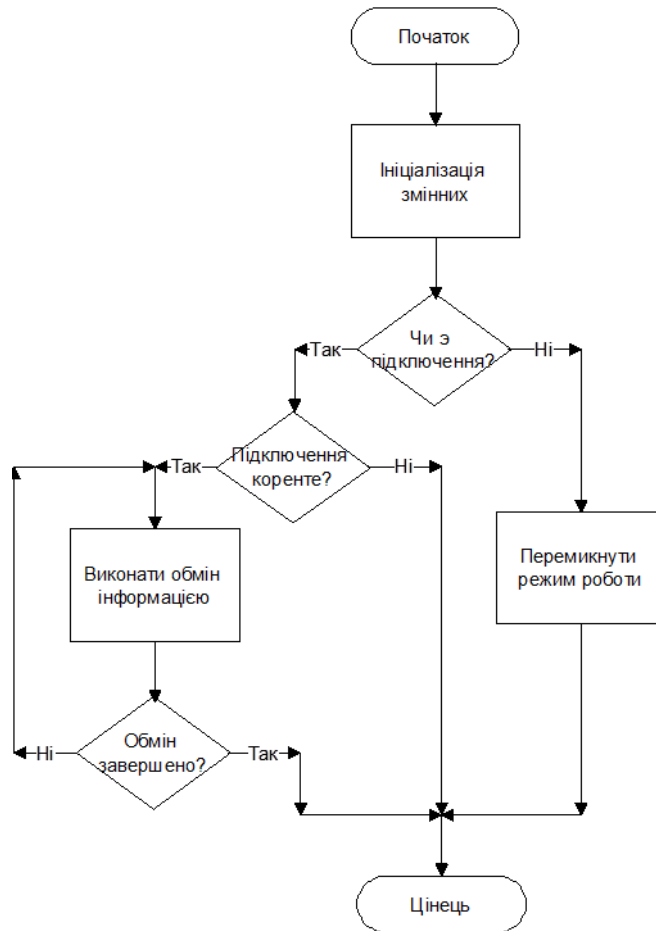 Початок
Ініціалізація
змінних
Чи э
підключення?
Так
Ні
Підключення
коренте?
Так
Ні
Виконати обмін
інформацією
Перемикнути
режим роботи
Обмін
завершено?
Ні
Так
Цінець